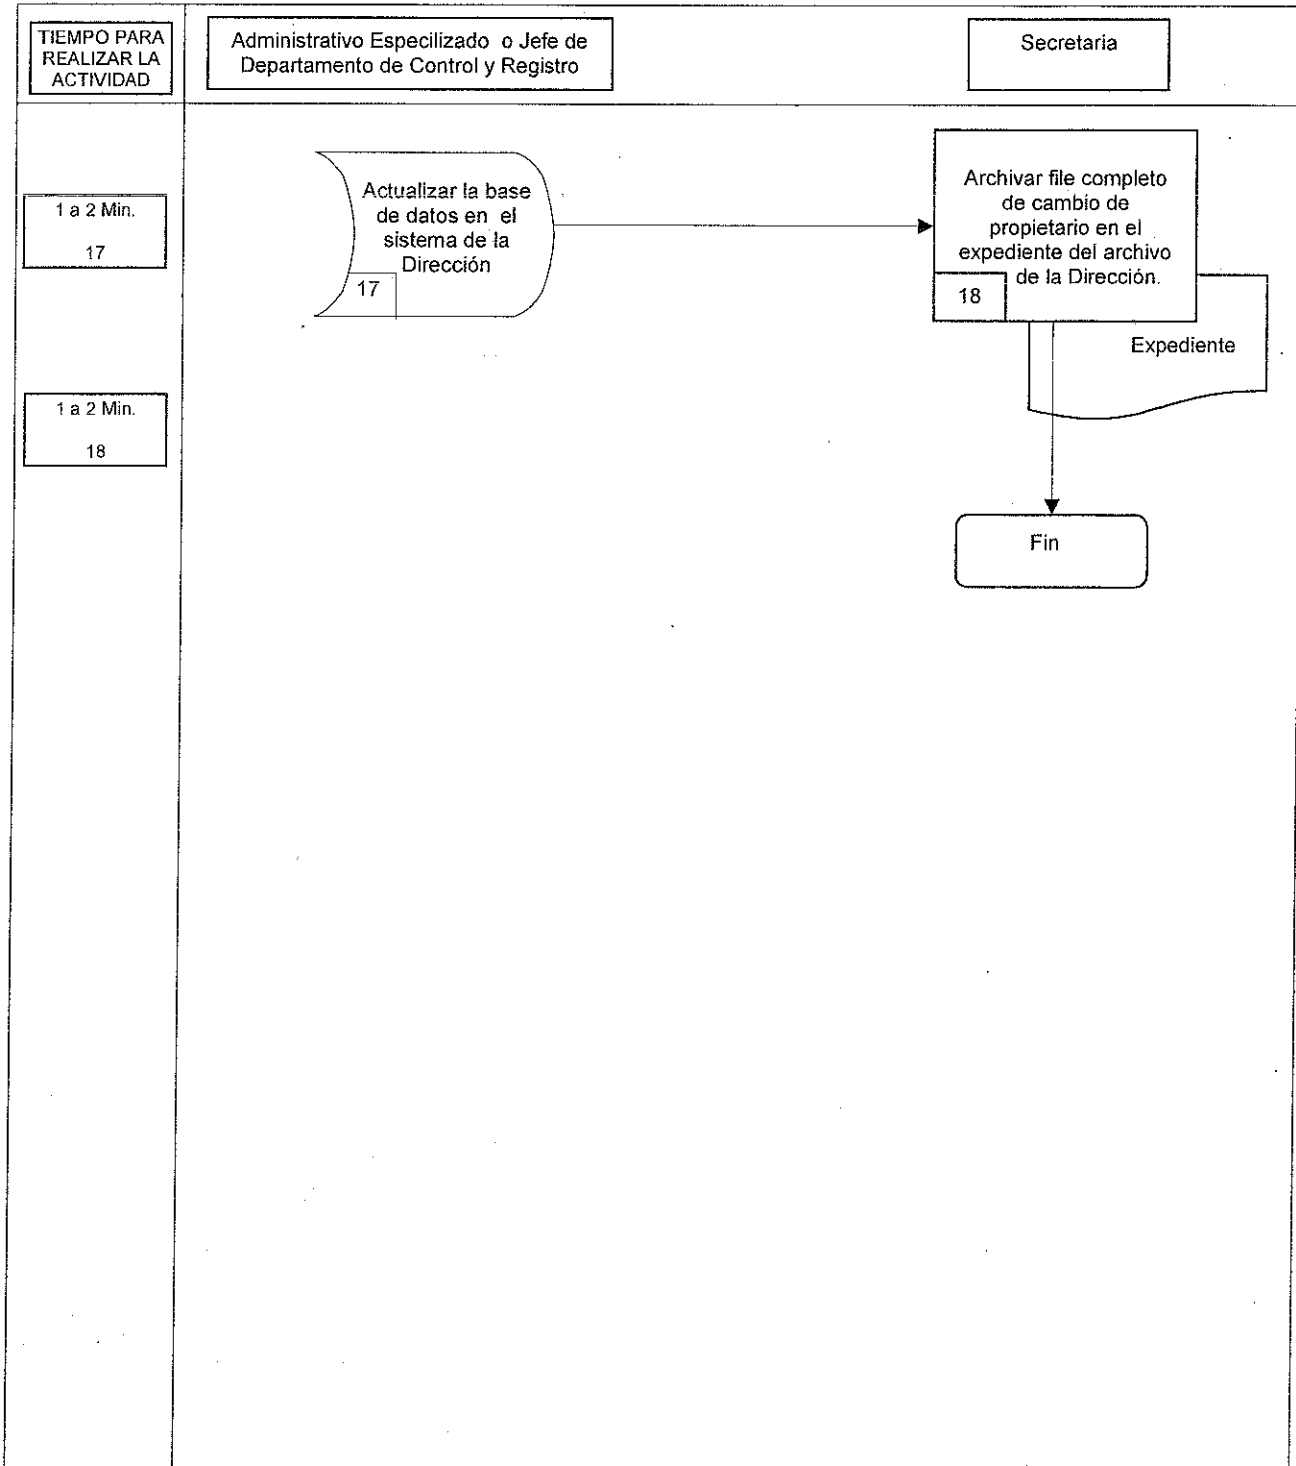 TIEMPO PARA
REALIZAR LA
ACTIVIDAD
Administrativo Especilizado o Jefe de
Departamento de Control y Registro
Secretaria
1 a 2 Min.
17
Actualizar la base
de datos en el
sistema de la
Dirección
17
Archivar file completo
de cambio de
propietario en el
expediente del archivo
de la Dirección.
18
Expediente
1 a 2 Min.
18
Fin